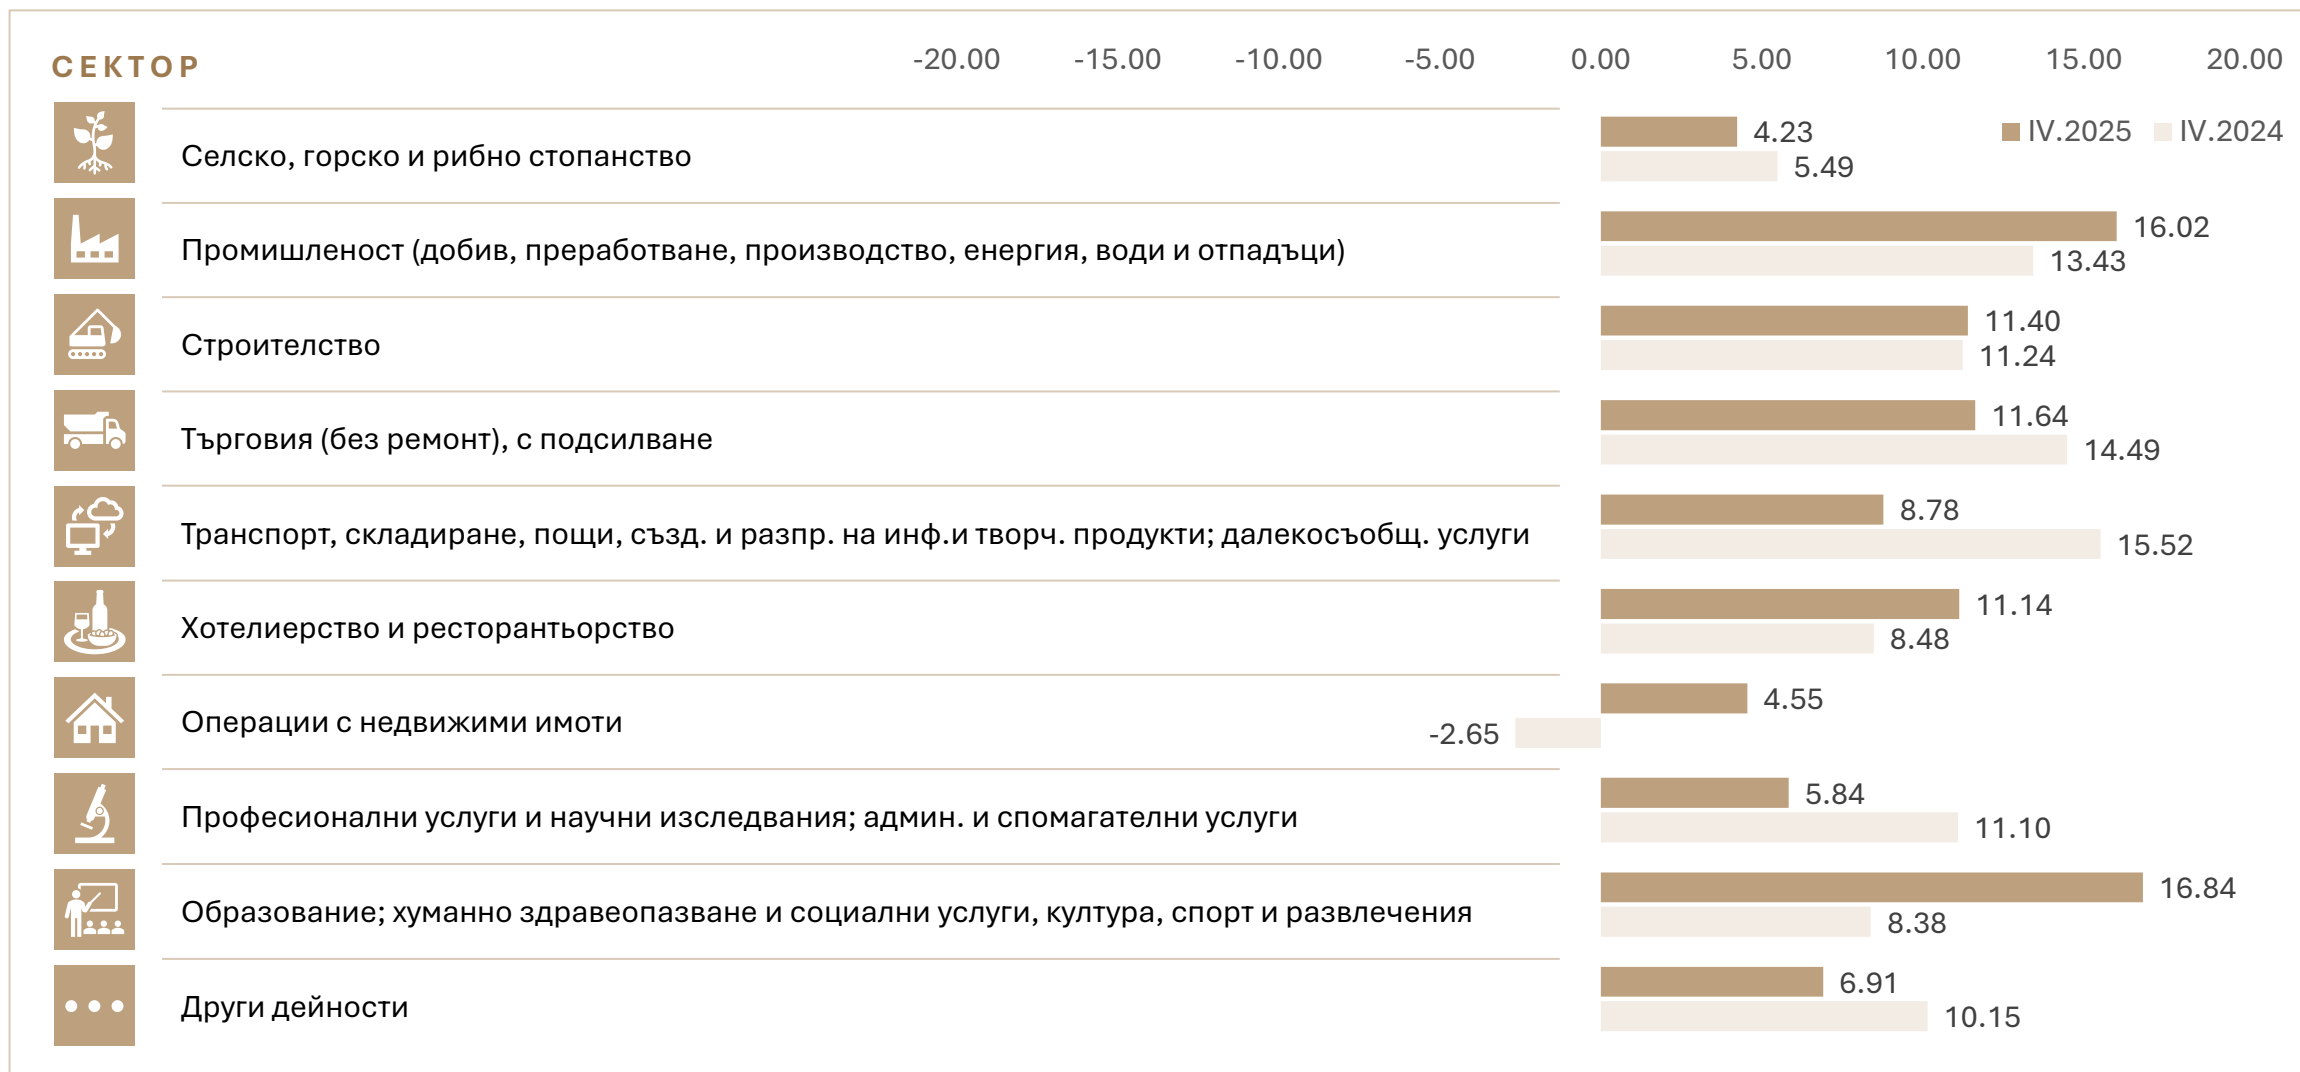 СЕКТОР
-20.00 -15.00 -10.00 -5.00 0.00 5.00 10.00 15.00 20.00
IV.2025 IV.2024
Селско, горско и рибно стопанство
4.23
5.49
Промишленост (добив, преработване, производство, енергия, води и отпадъци)
16.02
13.43
Строителство
11.40
11.24
Търговия (без ремонт), с подсилване
11.64
14.49
Транспорт, складиране, пощи, създ. и разпр. на инф.и творч. продукти; далекосъобщ. услуги
8.78
15.52
Хотелиерство и ресторантьорство
11.14
8.48
Операции с недвижими имоти
4.55
-2.65
Професионални услуги и научни изследвания; админ. и спомагателни услуги
5.84
11.10
Образование; хуманно здравеопазване и социални услуги, култура, спорт и развлечения
16.84
8.38
Други дейности
6.91
10.15